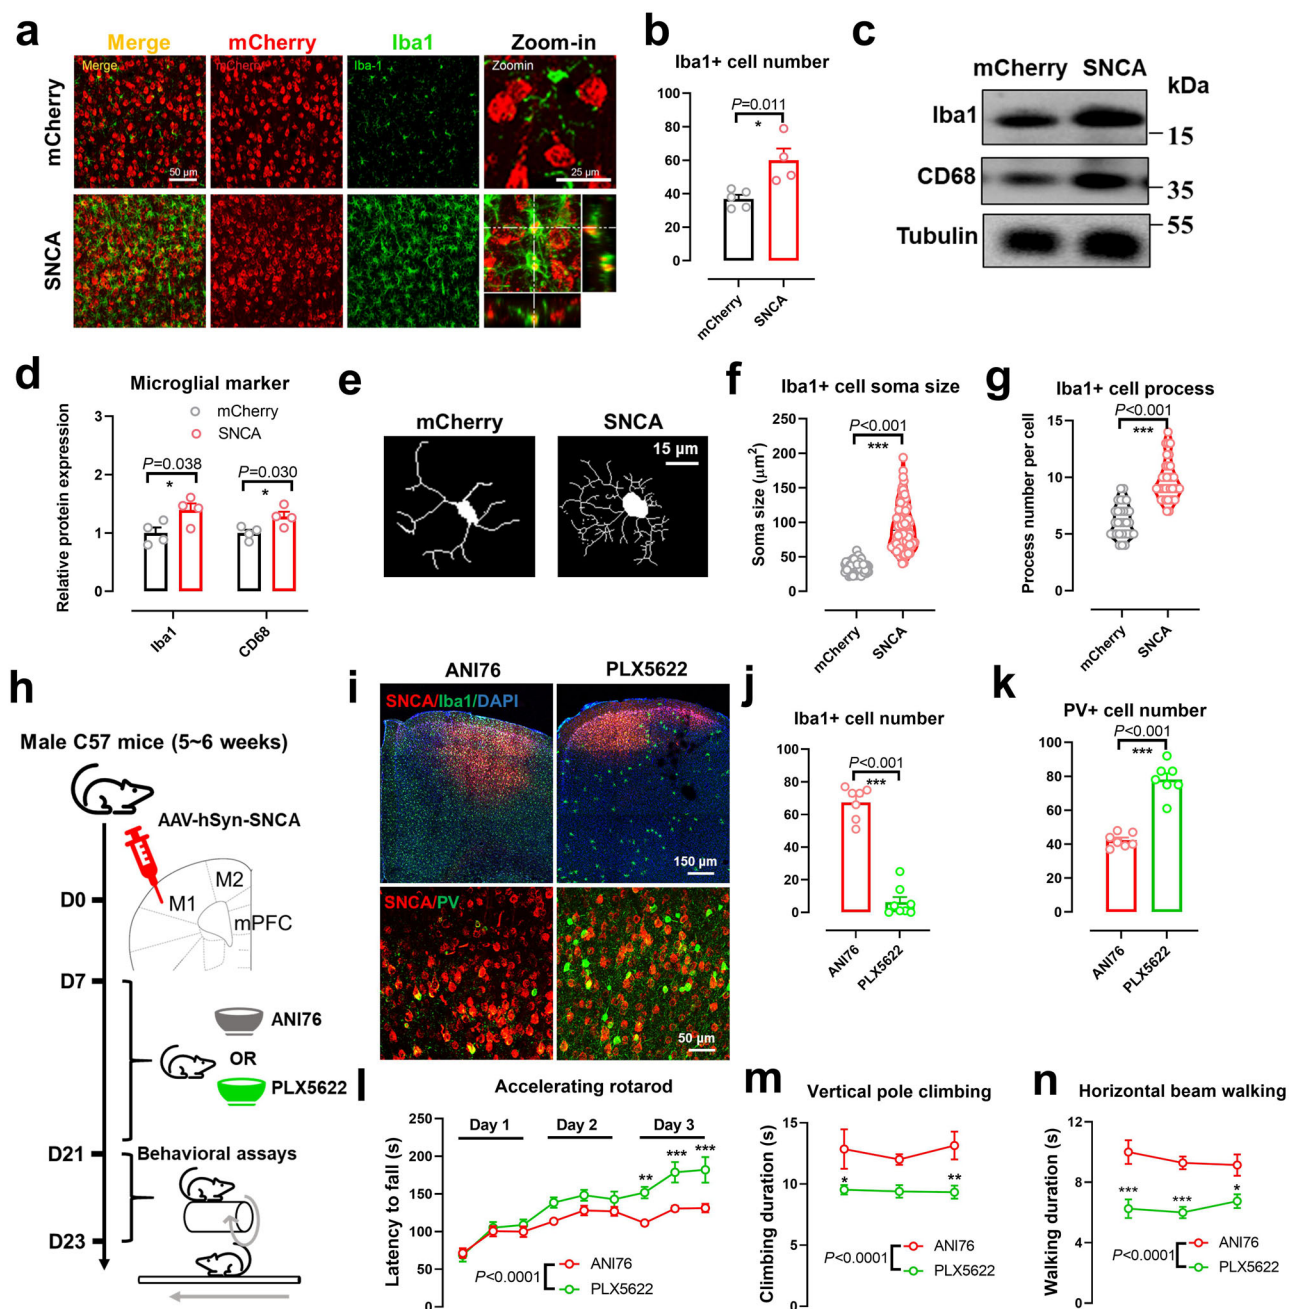 a
Merge mCherry Iba1 Zoom-in
mCherry
Merge
mCherry
Iba-1
Zoomin
50 µm
25 µm
SNCA
b
Iba1+ cell number
P=0.011
*
100
80
60
40
20
0
mCherry
SNCA
c
mCherry SNCA
kDa
Iba1
15
CD68
35
55
Tubulin
d
Microglial marker
mCherry
SNCA
Relative protein expression
3
2
1
0
P=0.038
*
P=0.030
*
Iba1
CD68
e
mCherry
SNCA
15 µm
f
Iba1+ cell soma size
Soma size (µm²)
250
200
150
100
50
0
P<0.001
***
mCherry
SNCA
g
Iba1+ cell process
Process number per cell
15
10
5
0
P<0.001
***
mCherry
SNCA
h
Male C57 mice (5~6 weeks)
AAV-hSyn-SNCA
M2
M1
mPFC
D0
D7
ANI76
OR
PLX5622
D21
Behavioral assays
D23
i
ANI76
PLX5622
SNCA/Iba1/DAPI
150 µm
SNCA/PV
50 µm
j
Iba1+ cell number
100
80
60
40
20
0
P<0.001
***
ANI76
PLX5622
k
PV+ cell number
P<0.001
***
100
80
60
40
20
0
ANI76
PLX5622
l
Accelerating rotarod
Latency to fall (s)
250
200
150
100
50
0
Day 1
Day 2
Day 3
**
***
***
P<0.0001
ANI76
PLX5622
m
Vertical pole climbing
Climbing duration (s)
15
10
5
0
*
**
P<0.0001
ANI76
PLX5622
n
Horizontal beam walking
Walking duration (s)
12
8
4
0
***
***
*
P<0.0001
ANI76
PLX5622